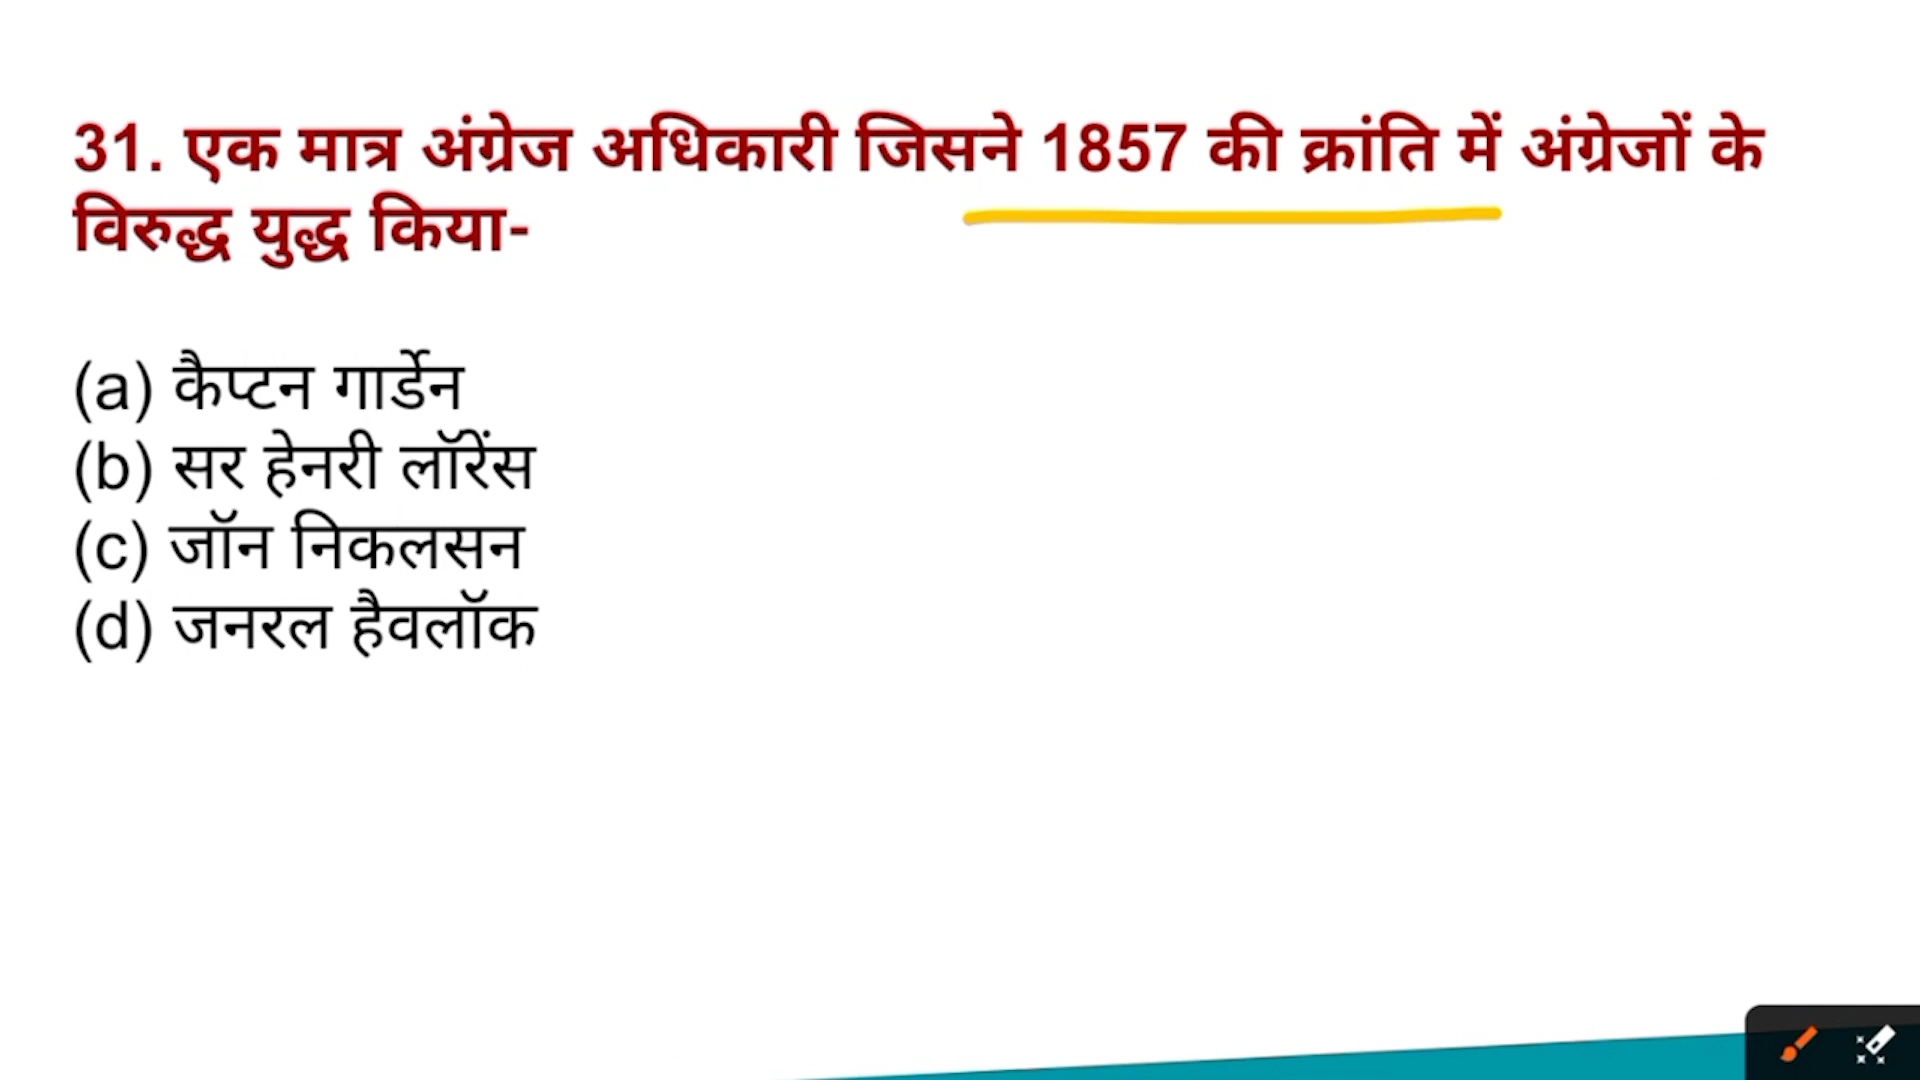 31. एक मात्र अंग्रेज अधिकारी जिसने 1857 की क्रांति में अंग्रेजों के
विरुद्ध युद्ध किया-
(a) कैप्टन गार्डेन
(b) सर हेनरी लॉरेंस
(c) जॉन निकलसन
(d) जनरल हैवलॉक